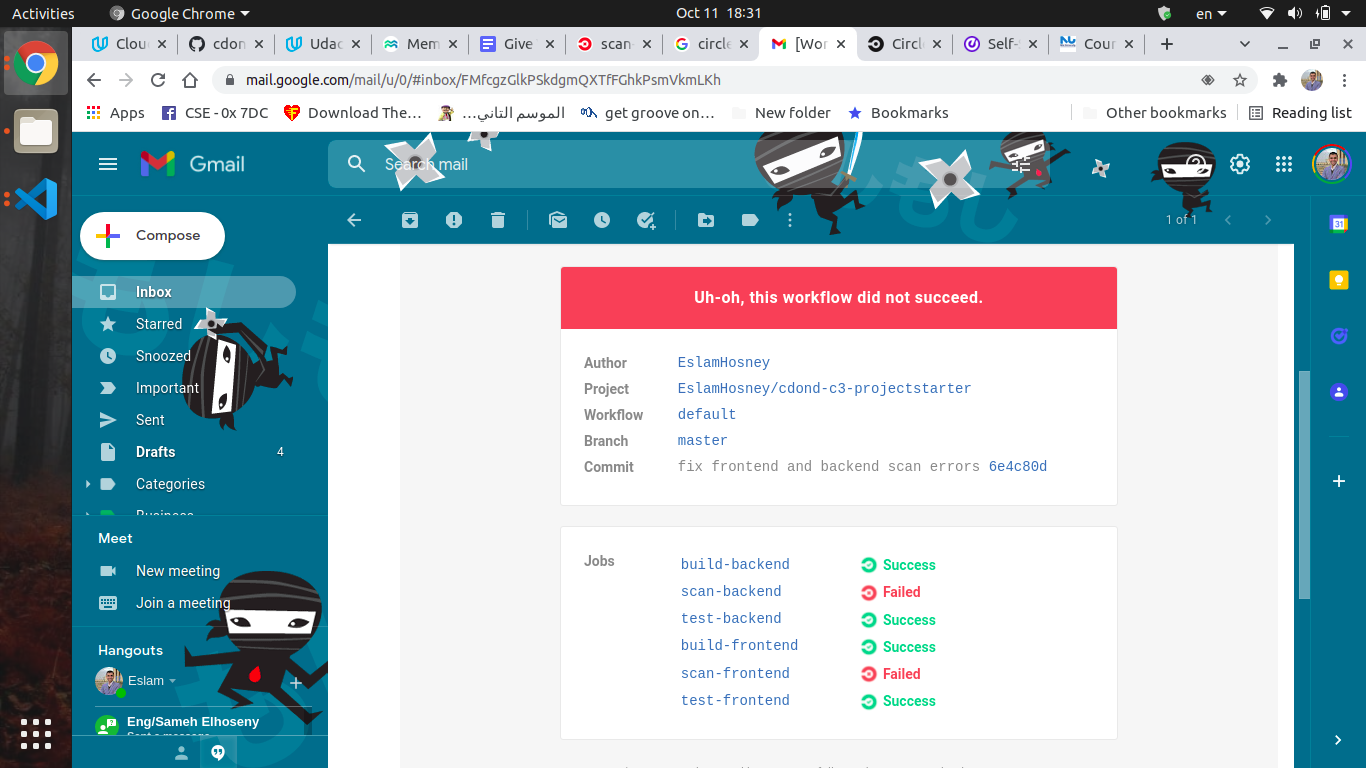 Activities
Google Chrome
Oct 11 18:31
en
Clou
cdon
Udac
Mem
Give
scan-
circle
[Wor
Circl
Self-
Cour
mail.google.com/mail/u/0/#inbox/FMfcgzGlkPSkdgmQXTfFGhkPsmVkmLKh
Apps
CSE - 0x 7DC
Download The…
الموسم التاني…
get groove on…
New folder
Bookmarks
Other bookmarks
Reading list
Gmail
Search mail
Compose
1 of 1
31
Inbox
Starred
Snoozed
Important
Sent
Drafts 4
Categories
Business
Meet
New meeting
Join a meeting
Hangouts
Eslam
Eng/Sameh Elhoseny
Sent a message
Uh-oh, this workflow did not succeed.
Author EslamHosney
Project EslamHosney/cdond-c3-projectstarter
Workflow default
Branch master
Commit fix frontend and backend scan errors 6e4c80d
Jobs
build-backend Success
scan-backend Failed
test-backend Success
build-frontend Success
scan-frontend Failed
test-frontend Success